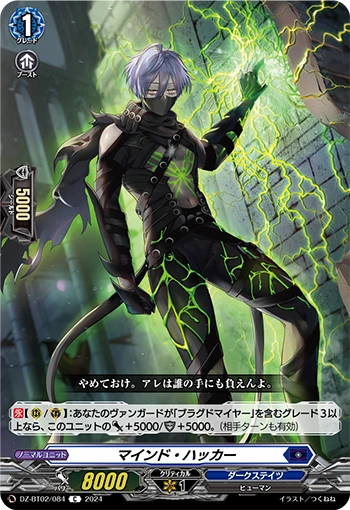 1
グレード
ブースト
5000
シールド
やめておけ。アレは誰の手にも負えんよ。
永【(V)/(R)】:あなたのヴァンガードが「ブラグドマイヤー」を含むグレード3以
上なら、このユニットの+5000/+5000。(相手ターンも有効)
ノーマルユニット
マインド・ハッカー
パワー
8000
クリティカル
1
ダークステイツ
ヒューマン
D
DZ-BT02/084 C 2024
イラスト/つくねね